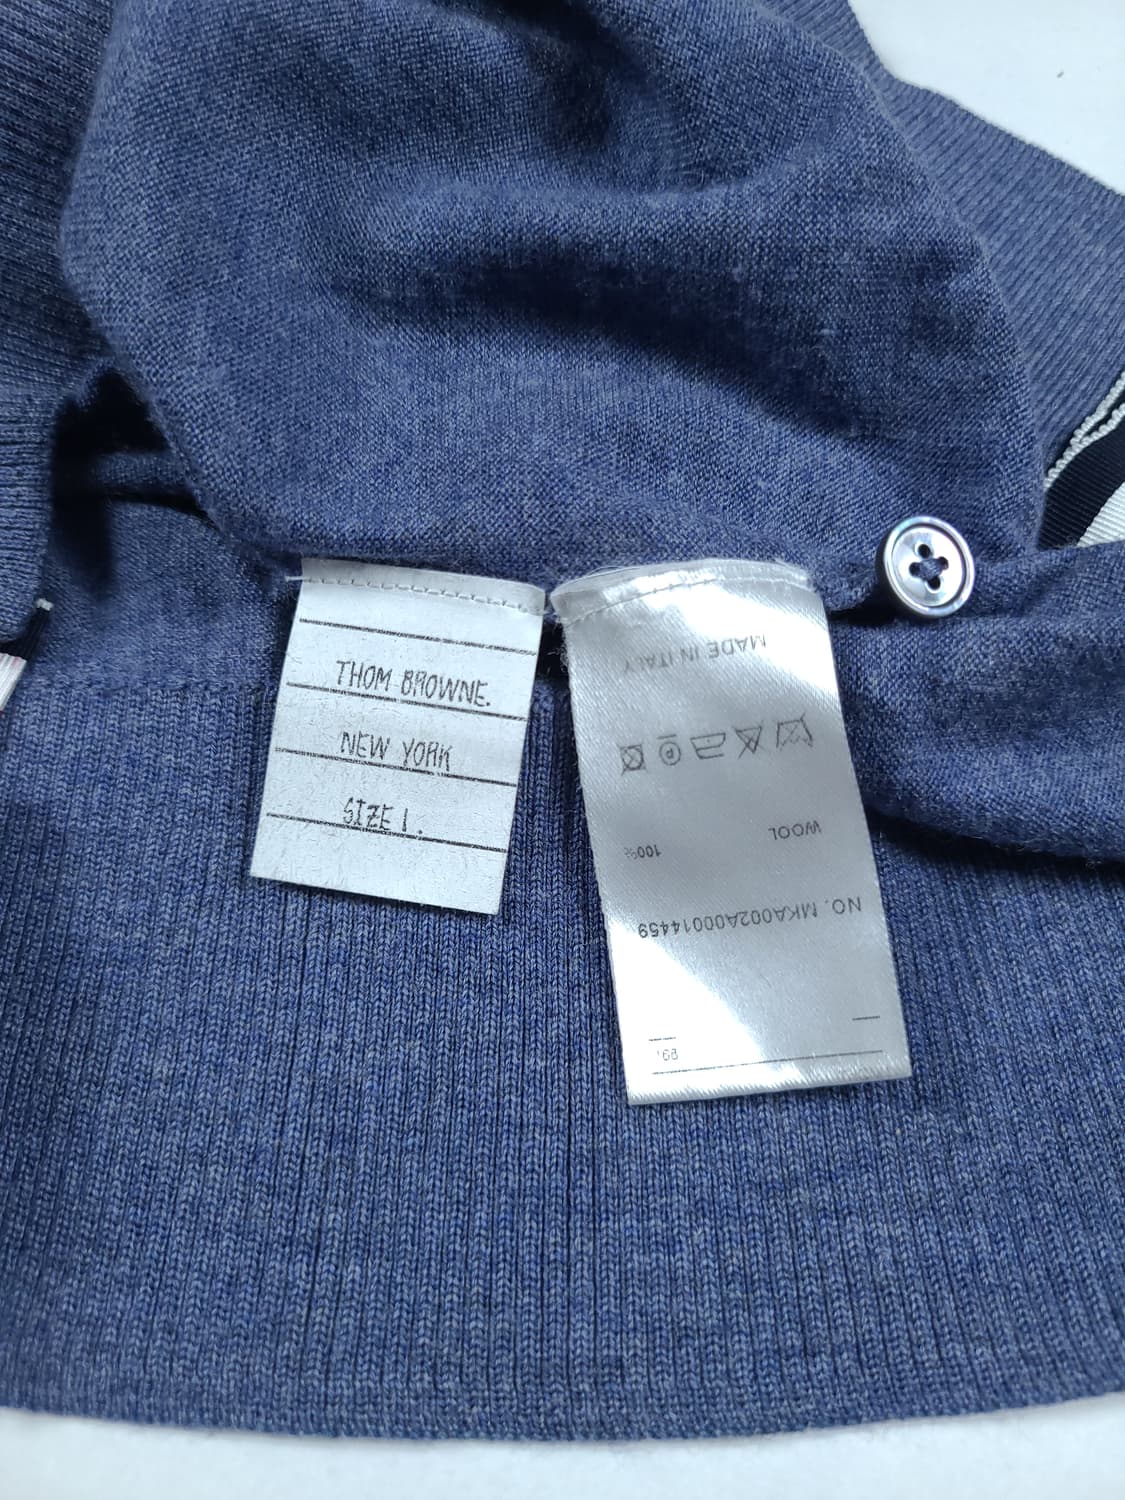 THOM BROWNE.
NEW YORK
SIZE 1.
NO. MKA002A00014459
WOOL 100%
MADE IN ITALY